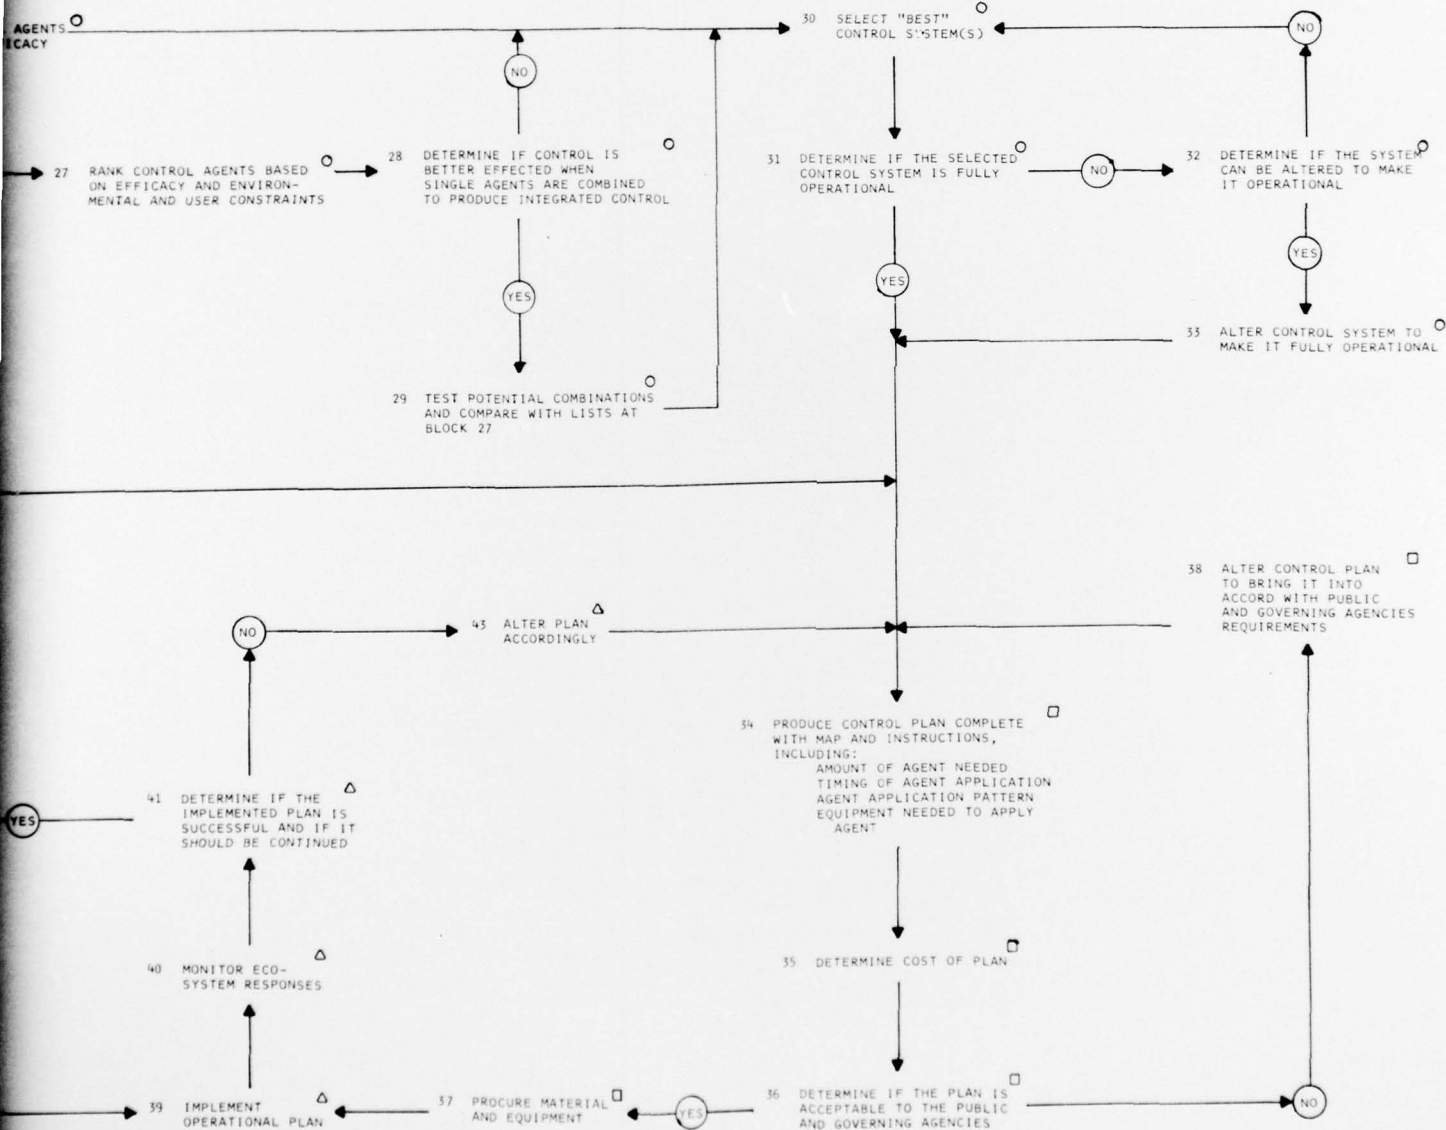 AGENTS
ICACY
30 SELECT "BEST"
CONTROL SYSTEM(S)
NO
NO
27 RANK CONTROL AGENTS BASED
ON EFFICACY AND ENVIRON-
MENTAL AND USER CONSTRAINTS
28 DETERMINE IF CONTROL IS
BETTER EFFECTED WHEN
SINGLE AGENTS ARE COMBINED
TO PRODUCE INTEGRATED CONTROL
31 DETERMINE IF THE SELECTED
CONTROL SYSTEM IS FULLY
OPERATIONAL
NO
32 DETERMINE IF THE SYSTEM
CAN BE ALTERED TO MAKE
IT OPERATIONAL
YES
YES
YES
33 ALTER CONTROL SYSTEM TO
MAKE IT FULLY OPERATIONAL
29 TEST POTENTIAL COMBINATIONS
AND COMPARE WITH LISTS AT
BLOCK 27
38 ALTER CONTROL PLAN
TO BRING IT INTO
ACCORD WITH PUBLIC
AND GOVERNING AGENCIES
REQUIREMENTS
NO
43 ALTER PLAN
ACCORDINGLY
34 PRODUCE CONTROL PLAN COMPLETE
WITH MAP AND INSTRUCTIONS,
INCLUDING:
AMOUNT OF AGENT NEEDED
TIMING OF AGENT APPLICATION
AGENT APPLICATION PATTERN
EQUIPMENT NEEDED TO APPLY
AGENT
YES
41 DETERMINE IF THE
IMPLEMENTED PLAN IS
SUCCESSFUL AND IF IT
SHOULD BE CONTINUED
40 MONITOR ECO-
SYSTEM RESPONSES
35 DETERMINE COST OF PLAN
39 IMPLEMENT
OPERATIONAL PLAN
37 PROCURE MATERIAL
AND EQUIPMENT
YES
36 DETERMINE IF THE PLAN IS
ACCEPTABLE TO THE PUBLIC
AND GOVERNING AGENCIES
NO